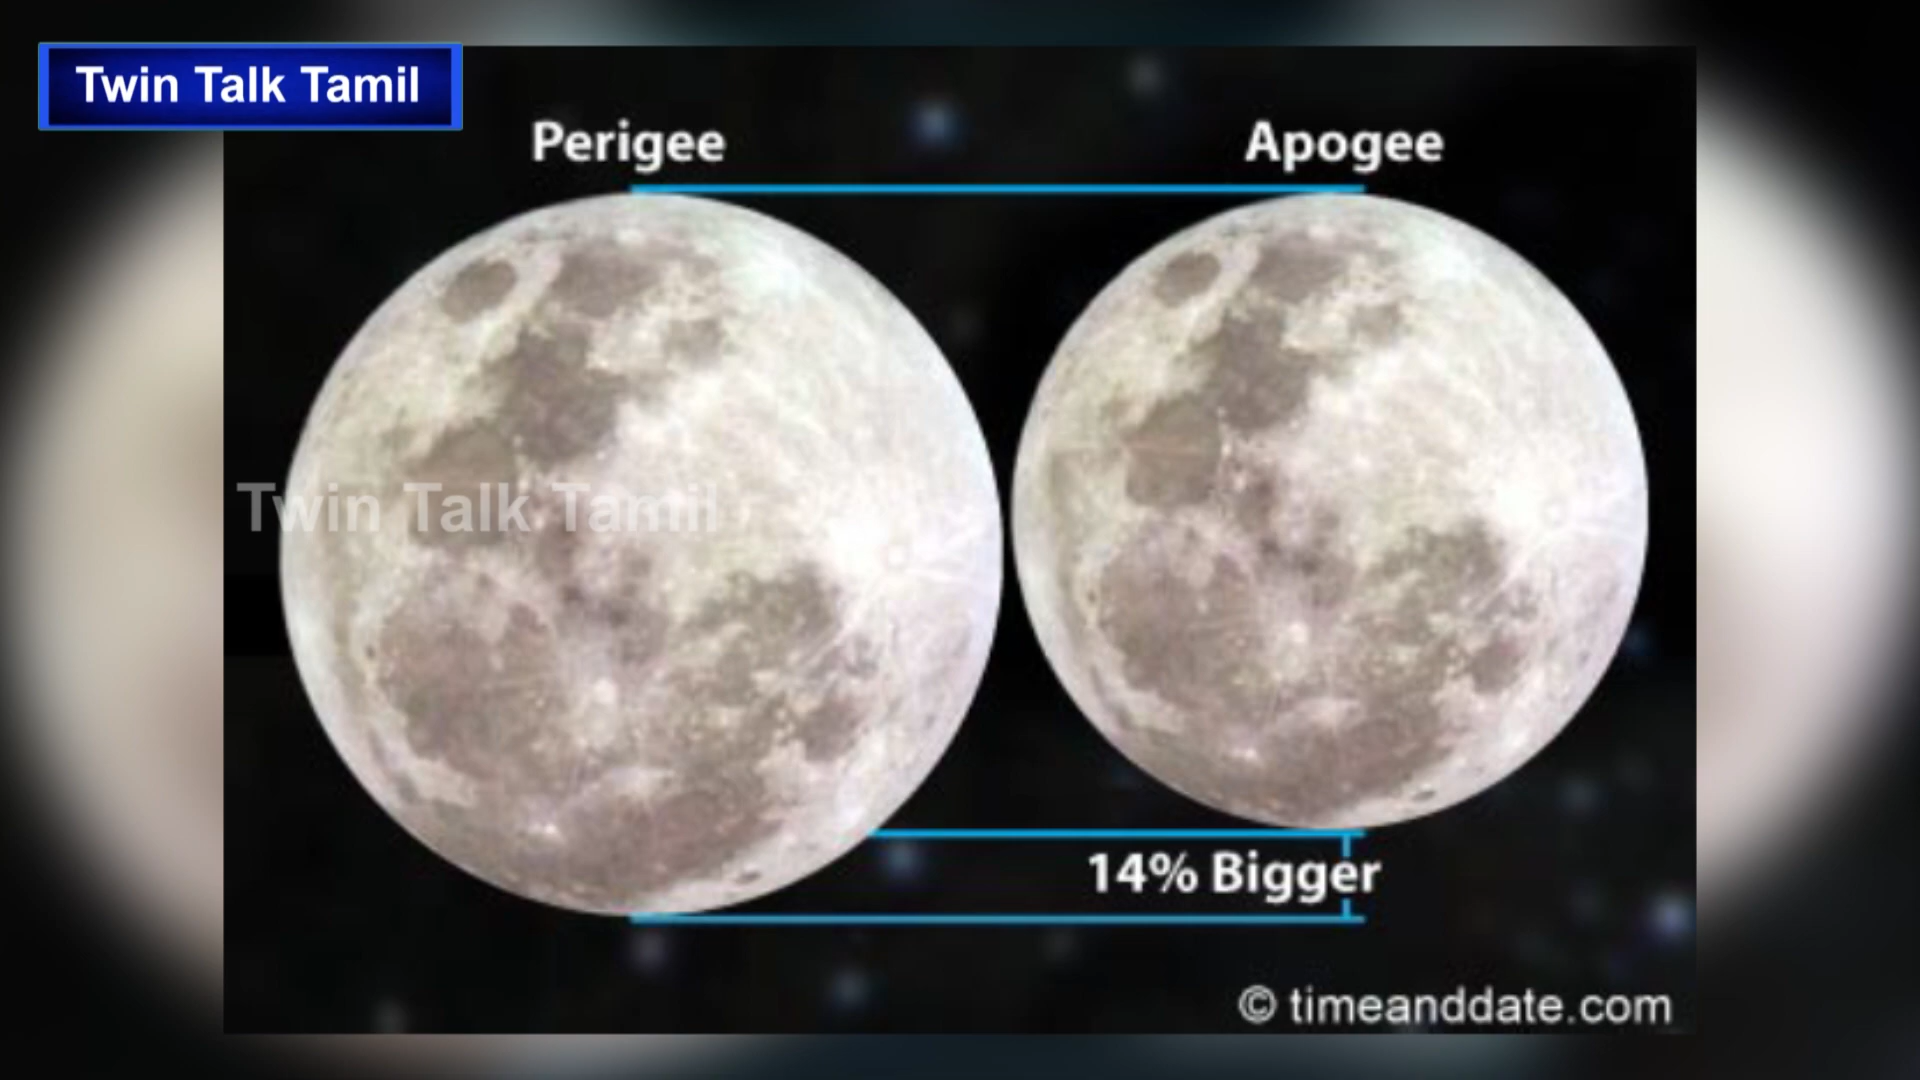 Twin Talk Tamil
Perigee
Apogee
Twin Talk Tamil
14% Bigger
© timeanddate.com